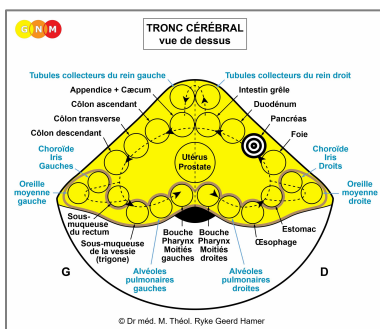 GNM
TRONC CÉRÉBRAL
vue de dessus
Tubules collecteurs du rein gauche
Tubules collecteurs du rein droit
Appendice + Cæcum
Intestin grêle
Côlon ascendant
Duodénum
Côlon transverse
Pancréas
Côlon descendant
Foie
Choroïde
Iris
Gauches
Utérus
Prostate
Choroïde
Iris
Droits
Oreille
moyenne
gauche
Oreille
moyenne
droite
Sous-
muqueuse
du rectum
Sous-muqueuse
de la vessie
(trigone)
Bouche
Pharynx
Moitiés
gauches
Bouche
Pharynx
Moitiés
droites
Estomac
Œsophage
Alvéoles
pulmonaires
gauches
Alvéoles
pulmonaires
droites
G
D
© Dr méd. M. Théol. Ryke Geerd Hamer